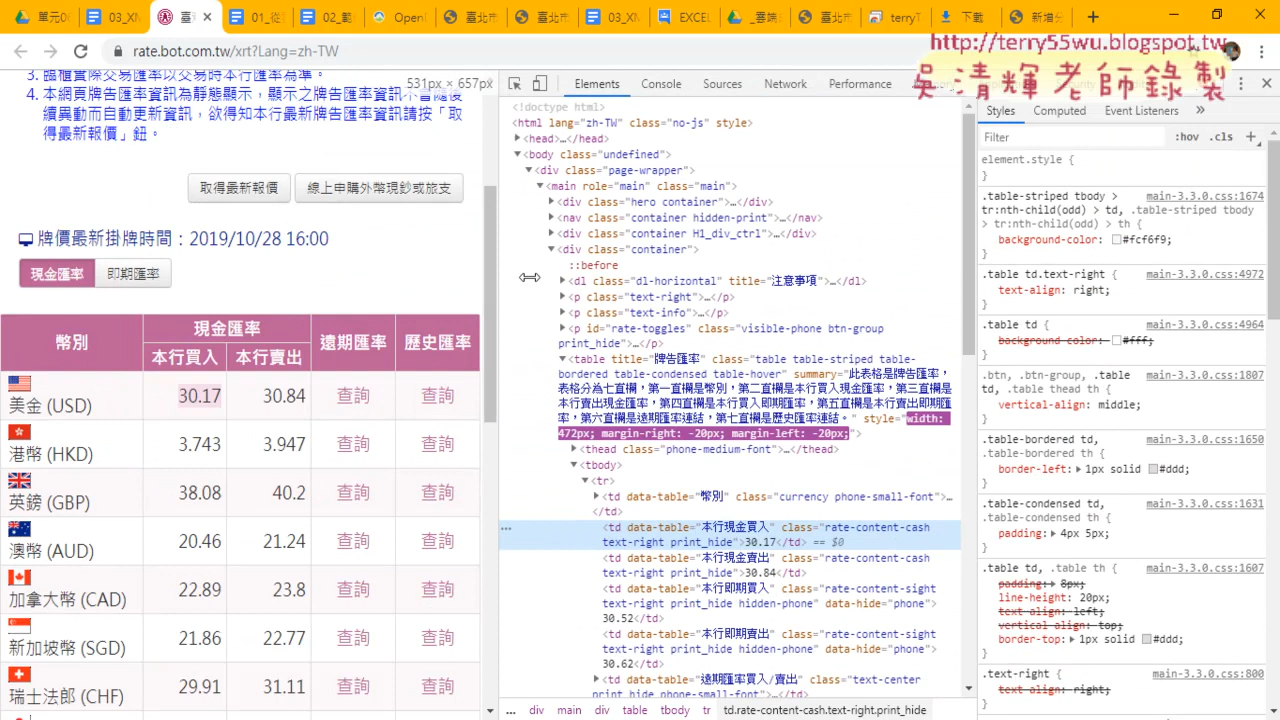 單元0
03_XM
臺
01_從
02_範
OpenI
臺北市
臺北市
03_XM
EXCEL
_雲端
臺北市
terryT
下載
新增分
rate.bot.com.tw/xrt?Lang=zh-TW
http://terry55wu.blogspot.tw
吳清輝老師錄製
531px × 657px
3. 臨櫃實際交易匯率以交易時本行匯率為準。
4. 本網頁牌告匯率資訊為靜態顯示，顯示之牌告匯率資訊不會隨後
續異動而自動更新資訊，欲得知本行最新牌告匯率資訊請按「取
得最新報價」鈕。
取得最新報價
線上申購外幣現鈔或旅支
牌價最新掛牌時間：2019/10/28 16:00
現金匯率
即期匯率
幣別 現金匯率 遠期匯率 歷史匯率
本行買入 本行賣出
美金 (USD) 30.17 30.84 查詢 查詢
港幣 (HKD) 3.743 3.947 查詢 查詢
英鎊 (GBP) 38.08 40.2 查詢 查詢
澳幣 (AUD) 20.46 21.24 查詢 查詢
加拿大幣 (CAD) 22.89 23.8 查詢 查詢
新加坡幣 (SGD) 21.86 22.77 查詢 查詢
瑞士法郎 (CHF) 29.91 31.11 查詢 查詢
Elements Console Sources Network Performance
<!doctype html>
<html lang="zh-TW" class="no-js" style>
<head>…</head>
<body class="undefined">
<div class="page-wrapper">
<main role="main" class="main">
<div class="hero container">…</div>
<nav class="container hidden-print">…</nav>
<div class="container H1_div_ctrl">…</div>
<div class="container">
::before
<dl class="dl-horizontal" title="注意事項">…</dl>
<p class="text-right">…</p>
<p class="text-info">…</p>
<p id="rate-toggles" class="visible-phone btn-group
print_hide">…</p>
<table title="牌告匯率" class="table table-striped table-
bordered table-condensed table-hover" summary="此表格是牌告匯率，
表格分為七直欄，第一直欄是幣別，第二直欄是本行買入現金匯率，第三直欄是
本行賣出現金匯率，第四直欄是本行買入即期匯率，第五直欄是本行賣出即期匯
率，第六直欄是遠期匯率連結，第七直欄是歷史匯率連結。" style="width:
472px; margin-right: -20px; margin-left: -20px;">
<thead class="phone-medium-font">…</thead>
<tbody>
<tr>
<td data-table="幣別" class="currency phone-small-font">…
</td>
<td data-table="本行現金買入" class="rate-content-cash
text-right print_hide">30.17</td> == $0
<td data-table="本行現金賣出" class="rate-content-cash
text-right print_hide">30.84</td>
<td data-table="本行即期買入" class="rate-content-sight
text-right print_hide hidden-phone" data-hide="phone">
30.52</td>
<td data-table="本行即期賣出" class="rate-content-sight
text-right print_hide hidden-phone" data-hide="phone">
30.62</td>
<td data-table="遠期匯率買入/賣出" class="text-center
print_hide phone-small-font">…</td>
... div main div table tbody tr td.rate-content-cash.text-right.print_hide
Styles Computed Event Listeners »
Filter :hov .cls +
element.style {
}
.table-striped tbody > main-3.3.0.css:1674
tr:nth-child(odd) > td, .table-striped tbody
> tr:nth-child(odd) > th {
background-color: #fcf6f9;
}
.table td.text-right { main-3.3.0.css:4972
text-align: right;
}
.table td { main-3.3.0.css:4964
background-color: #fff;
}
.btn, .btn-group, .table main-3.3.0.css:1807
td, .table thead th {
vertical-align: middle;
}
.table-bordered td, main-3.3.0.css:1650
.table-bordered th {
border-left: 1px solid #ddd;
}
.table-condensed td, main-3.3.0.css:1631
.table-condensed th {
padding: 4px 5px;
}
.table td, .table th { main-3.3.0.css:1607
padding: 8px;
line-height: 20px;
text-align: left;
vertical-align: top;
border-top: 1px solid #ddd;
}
.text-right { main-3.3.0.css:800
text-align: right;